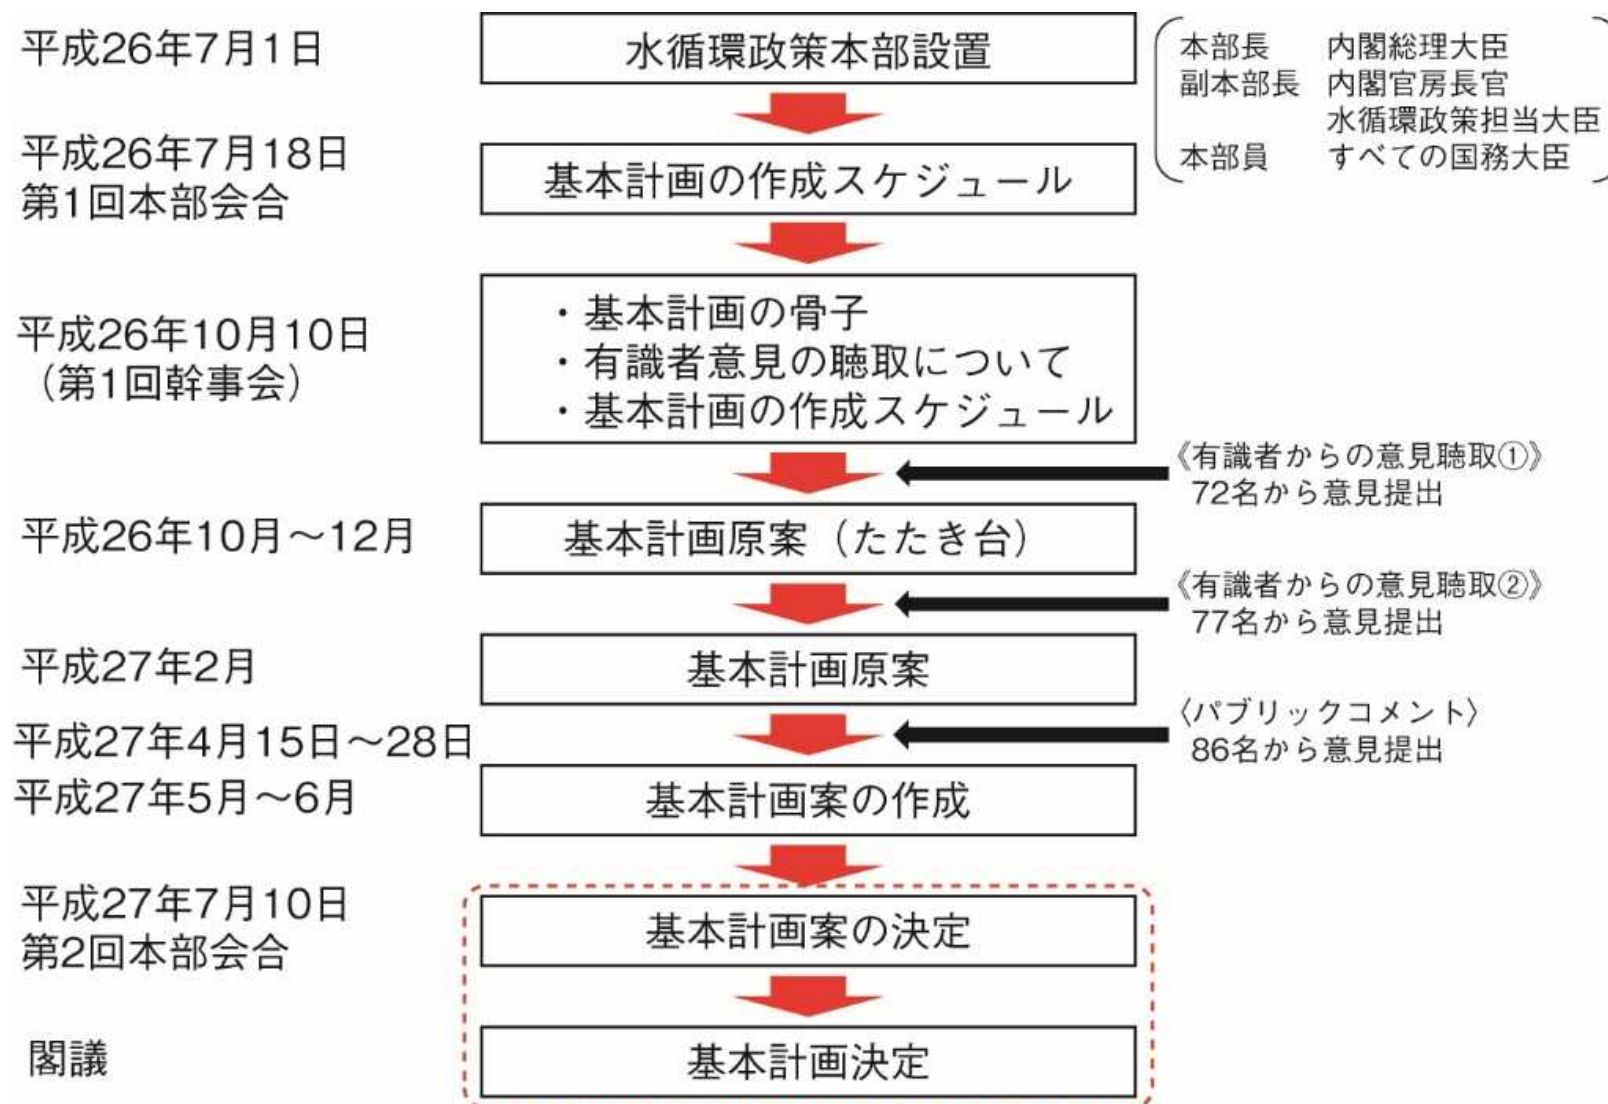 平成26年7月1日
水循環政策本部設置
本部長 内閣総理大臣
副本部長 内閣官房長官
水循環政策担当大臣
本部員 すべての国務大臣
平成26年7月18日
第1回本部会合
基本計画の作成スケジュール
平成26年10月10日
（第1回幹事会）
・基本計画の骨子
・有識者意見の聴取について
・基本計画の作成スケジュール
《有識者からの意見聴取①》
72名から意見提出
平成26年10月～12月
基本計画原案（たたき台）
《有識者からの意見聴取②》
77名から意見提出
平成27年2月
基本計画原案
平成27年4月15日～28日
〈パブリックコメント〉
86名から意見提出
平成27年5月～6月
基本計画案の作成
平成27年7月10日
第2回本部会合
基本計画案の決定
閣議
基本計画決定